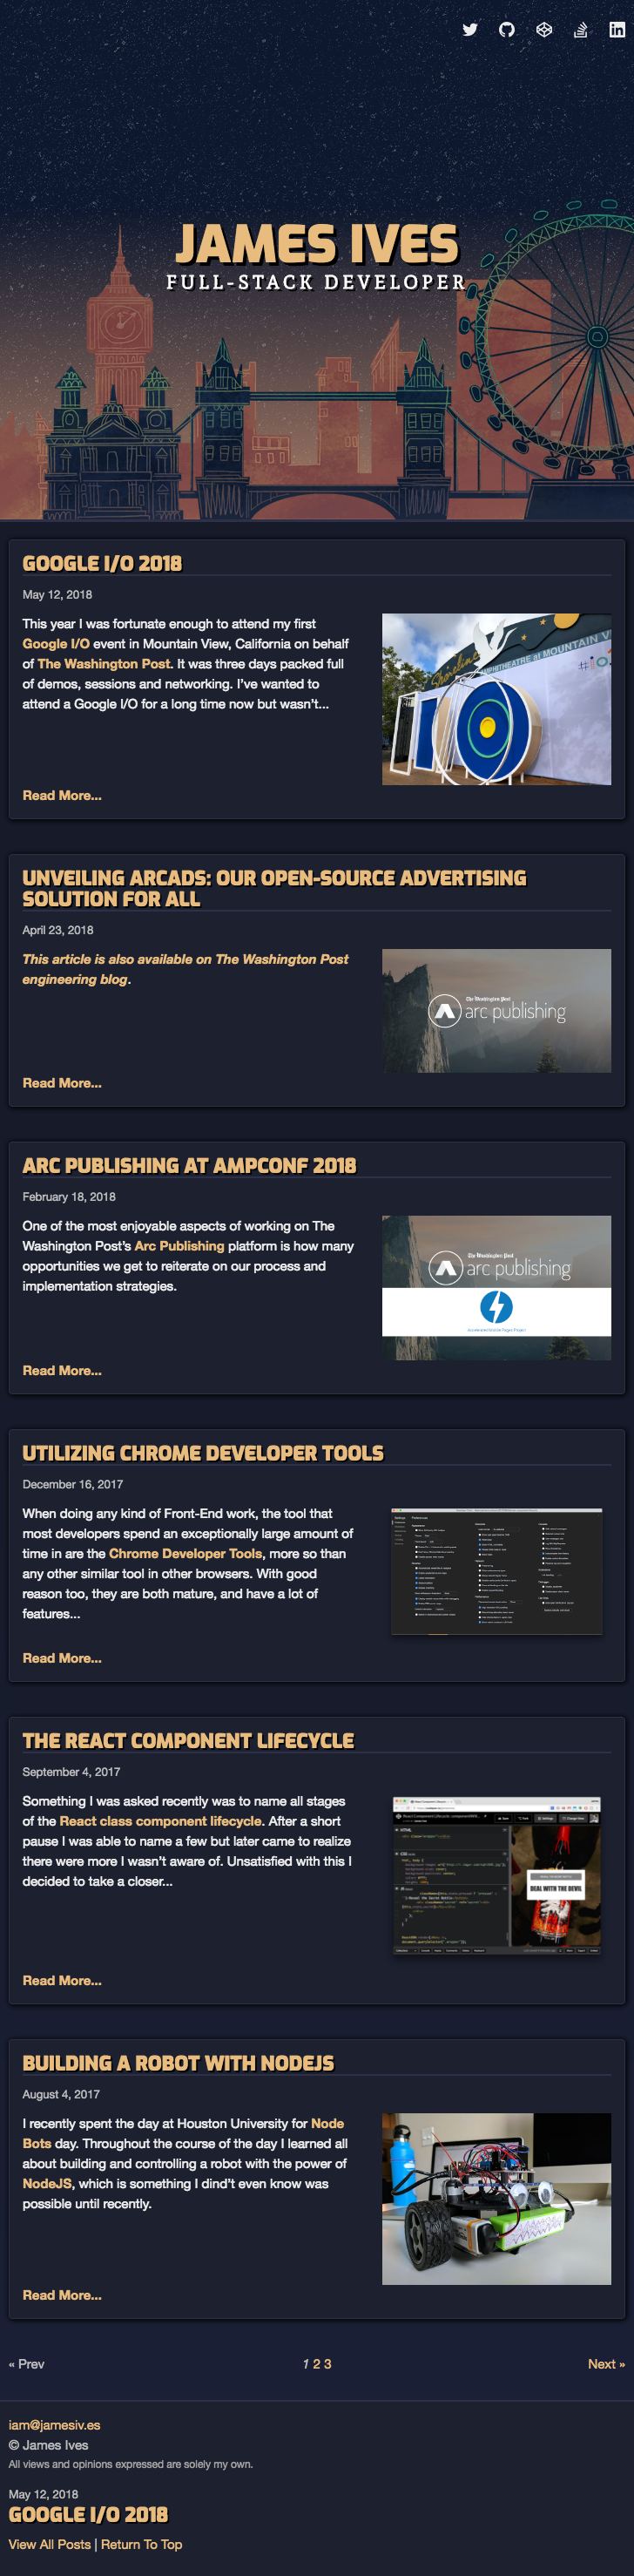 JAMES IVES
FULL-STACK DEVELOPER
GOOGLE I/O 2018
May 12, 2018
This year I was fortunate enough to attend my first
Google I/O event in Mountain View, California on behalf
of The Washington Post. It was three days packed full
of demos, sessions and networking. I've wanted to
attend a Google I/O for a long time now but wasn't...
Shoreline
AMPHITHEATRE at MOUNTAIN V
Read More...
UNVEILING ARCADS: OUR OPEN-SOURCE ADVERTISING
SOLUTION FOR ALL
April 23, 2018
This article is also available on The Washington Post
engineering blog.
The Washington Post
arc publishing
Read More...
ARC PUBLISHING AT AMPCONF 2018
February 18, 2018
One of the most enjoyable aspects of working on The
Washington Post's Arc Publishing platform is how many
opportunities we get to reiterate on our process and
implementation strategies.
The Washington Post
arc publishing
Read More...
UTILIZING CHROME DEVELOPER TOOLS
December 16, 2017
When doing any kind of Front-End work, the tool that
most developers spend an exceptionally large amount of
time in are the Chrome Developer Tools, more so than
any other similar tool in other browsers. With good
reason too, they are both mature, and have a lot of
features...
Read More...
THE REACT COMPONENT LIFECYCLE
September 4, 2017
Something I was asked recently was to name all stages
of the React class component lifecycle. After a short
pause I was able to name a few but later came to realize
there were more I wasn't aware of. Unsatisfied with this I
decided to take a closer...
DEAL WITH THE DEVIL
Read More...
BUILDING A ROBOT WITH NODEJS
August 4, 2017
I recently spent the day at Houston University for Node
Bots day. Throughout the course of the day I learned all
about building and controlling a robot with the power of
NodeJS, which is something I dind't even know was
possible until recently.
Read More...
« Prev 1 2 3 Next »
iam@jamesiv.es
© James Ives
All views and opinions expressed are solely my own.
May 12, 2018
GOOGLE I/O 2018
View All Posts | Return To Top